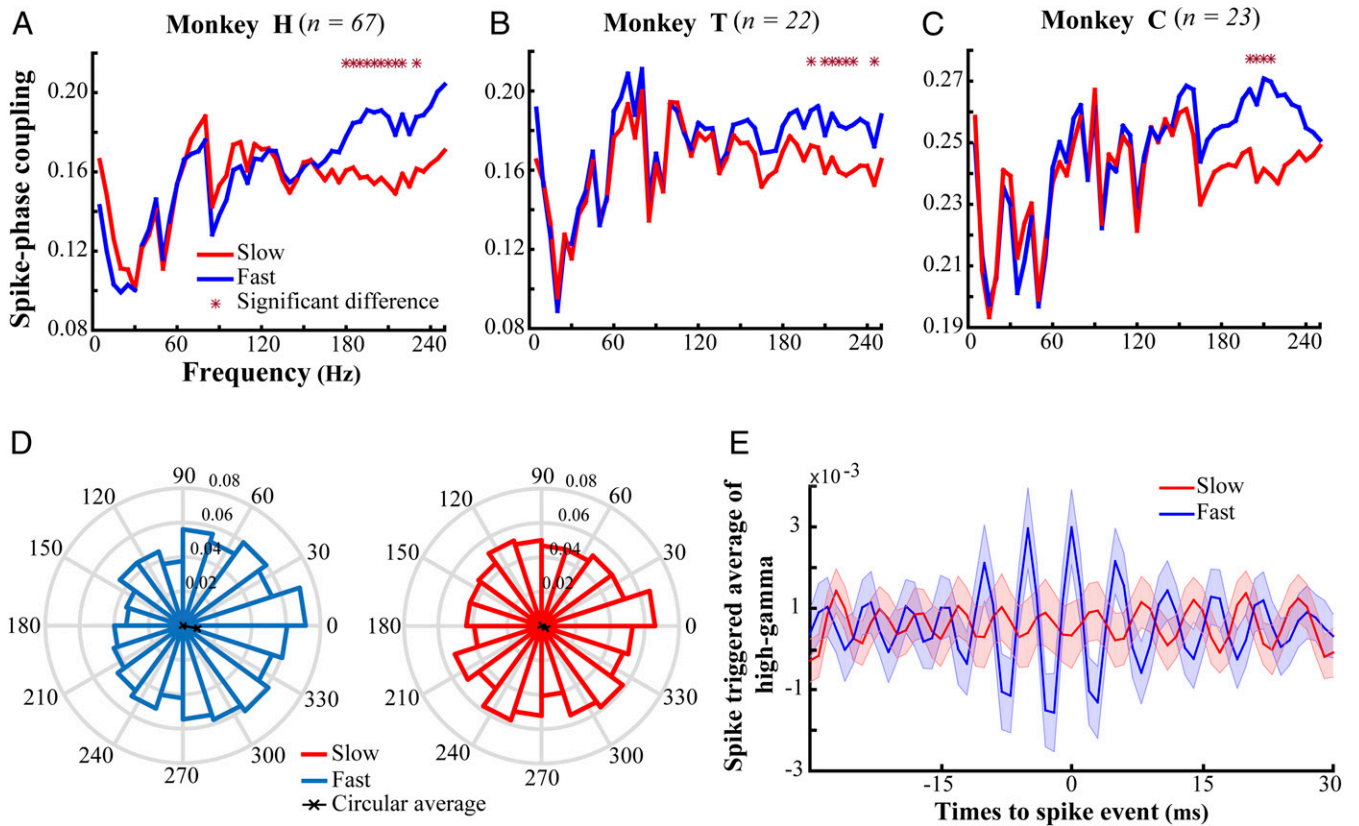 A
Monkey H (n = 67)
Spike-phase coupling
0.20
0.16
0.12
0.08
Slow
Fast
✳ Significant difference
0 60 120 180 240
Frequency (Hz)
B
Monkey T (n = 22)
0.20
0.16
0.12
0.08
0 60 120 180 240
C
Monkey C (n = 23)
0.27
0.25
0.23
0.21
0.19
0 60 120 180 240
D
90
120 60
150 30
180 0
210 330
240 300
270
0.08
0.06
0.04
0.02
90
120 60
150 30
180 0
210 330
240 300
270
0.08
0.06
0.04
0.02
Slow
Fast
Circular average
E
Spike triggered average of
high-gamma
×10⁻³
3
1
-1
-3
Slow
Fast
-15 0 15 30
Times to spike event (ms)